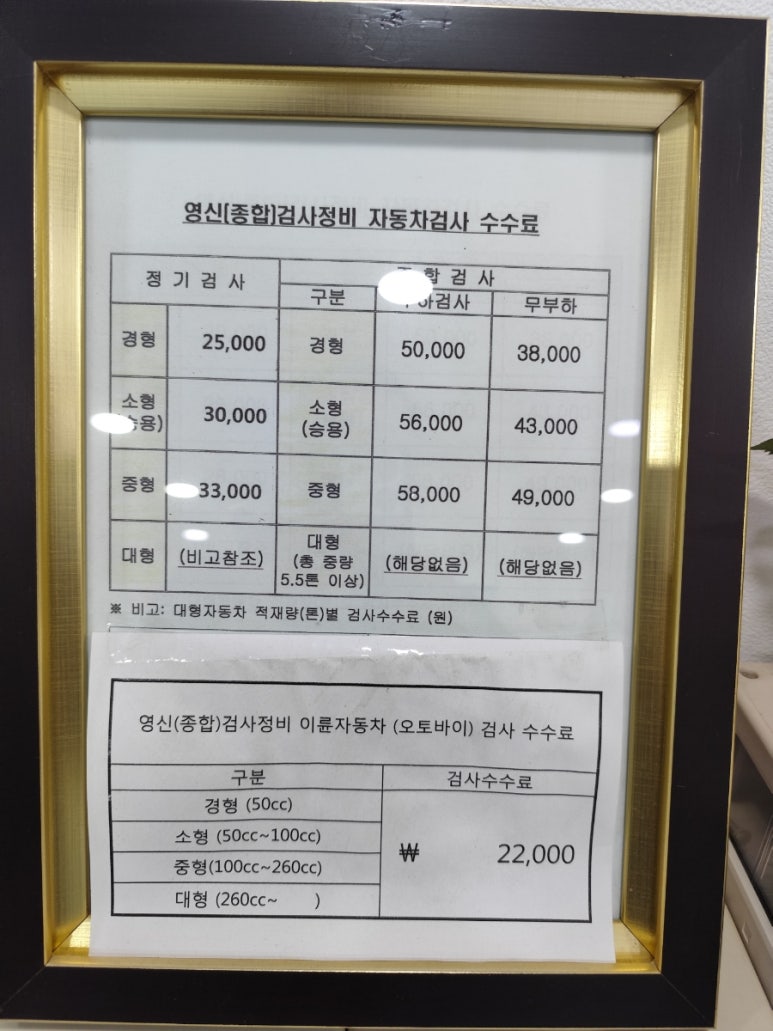 영신[종합]검사정비 자동차검사 수수료
정기검사
합검사
구분
하검사
무부하
경형
25,000
경형
50,000
38,000
소형
용)
30,000
소형
(승용)
56,000
43,000
중형
33,000
중형
58,000
49,000
대형
(비고참조)
대형
(총 중량
5.5톤 이상)
(해당없음)
(해당없음)
※ 비고: 대형자동차 적재량(톤)별 검사수수료 (원)
영신(종합)검사정비 이륜자동차 (오토바이) 검사 수수료
구분
검사수수료
경형 (50cc)
소형 (50cc~100cc)
중형(100cc~260cc)
대형 (260cc~ )
₩ 22,000